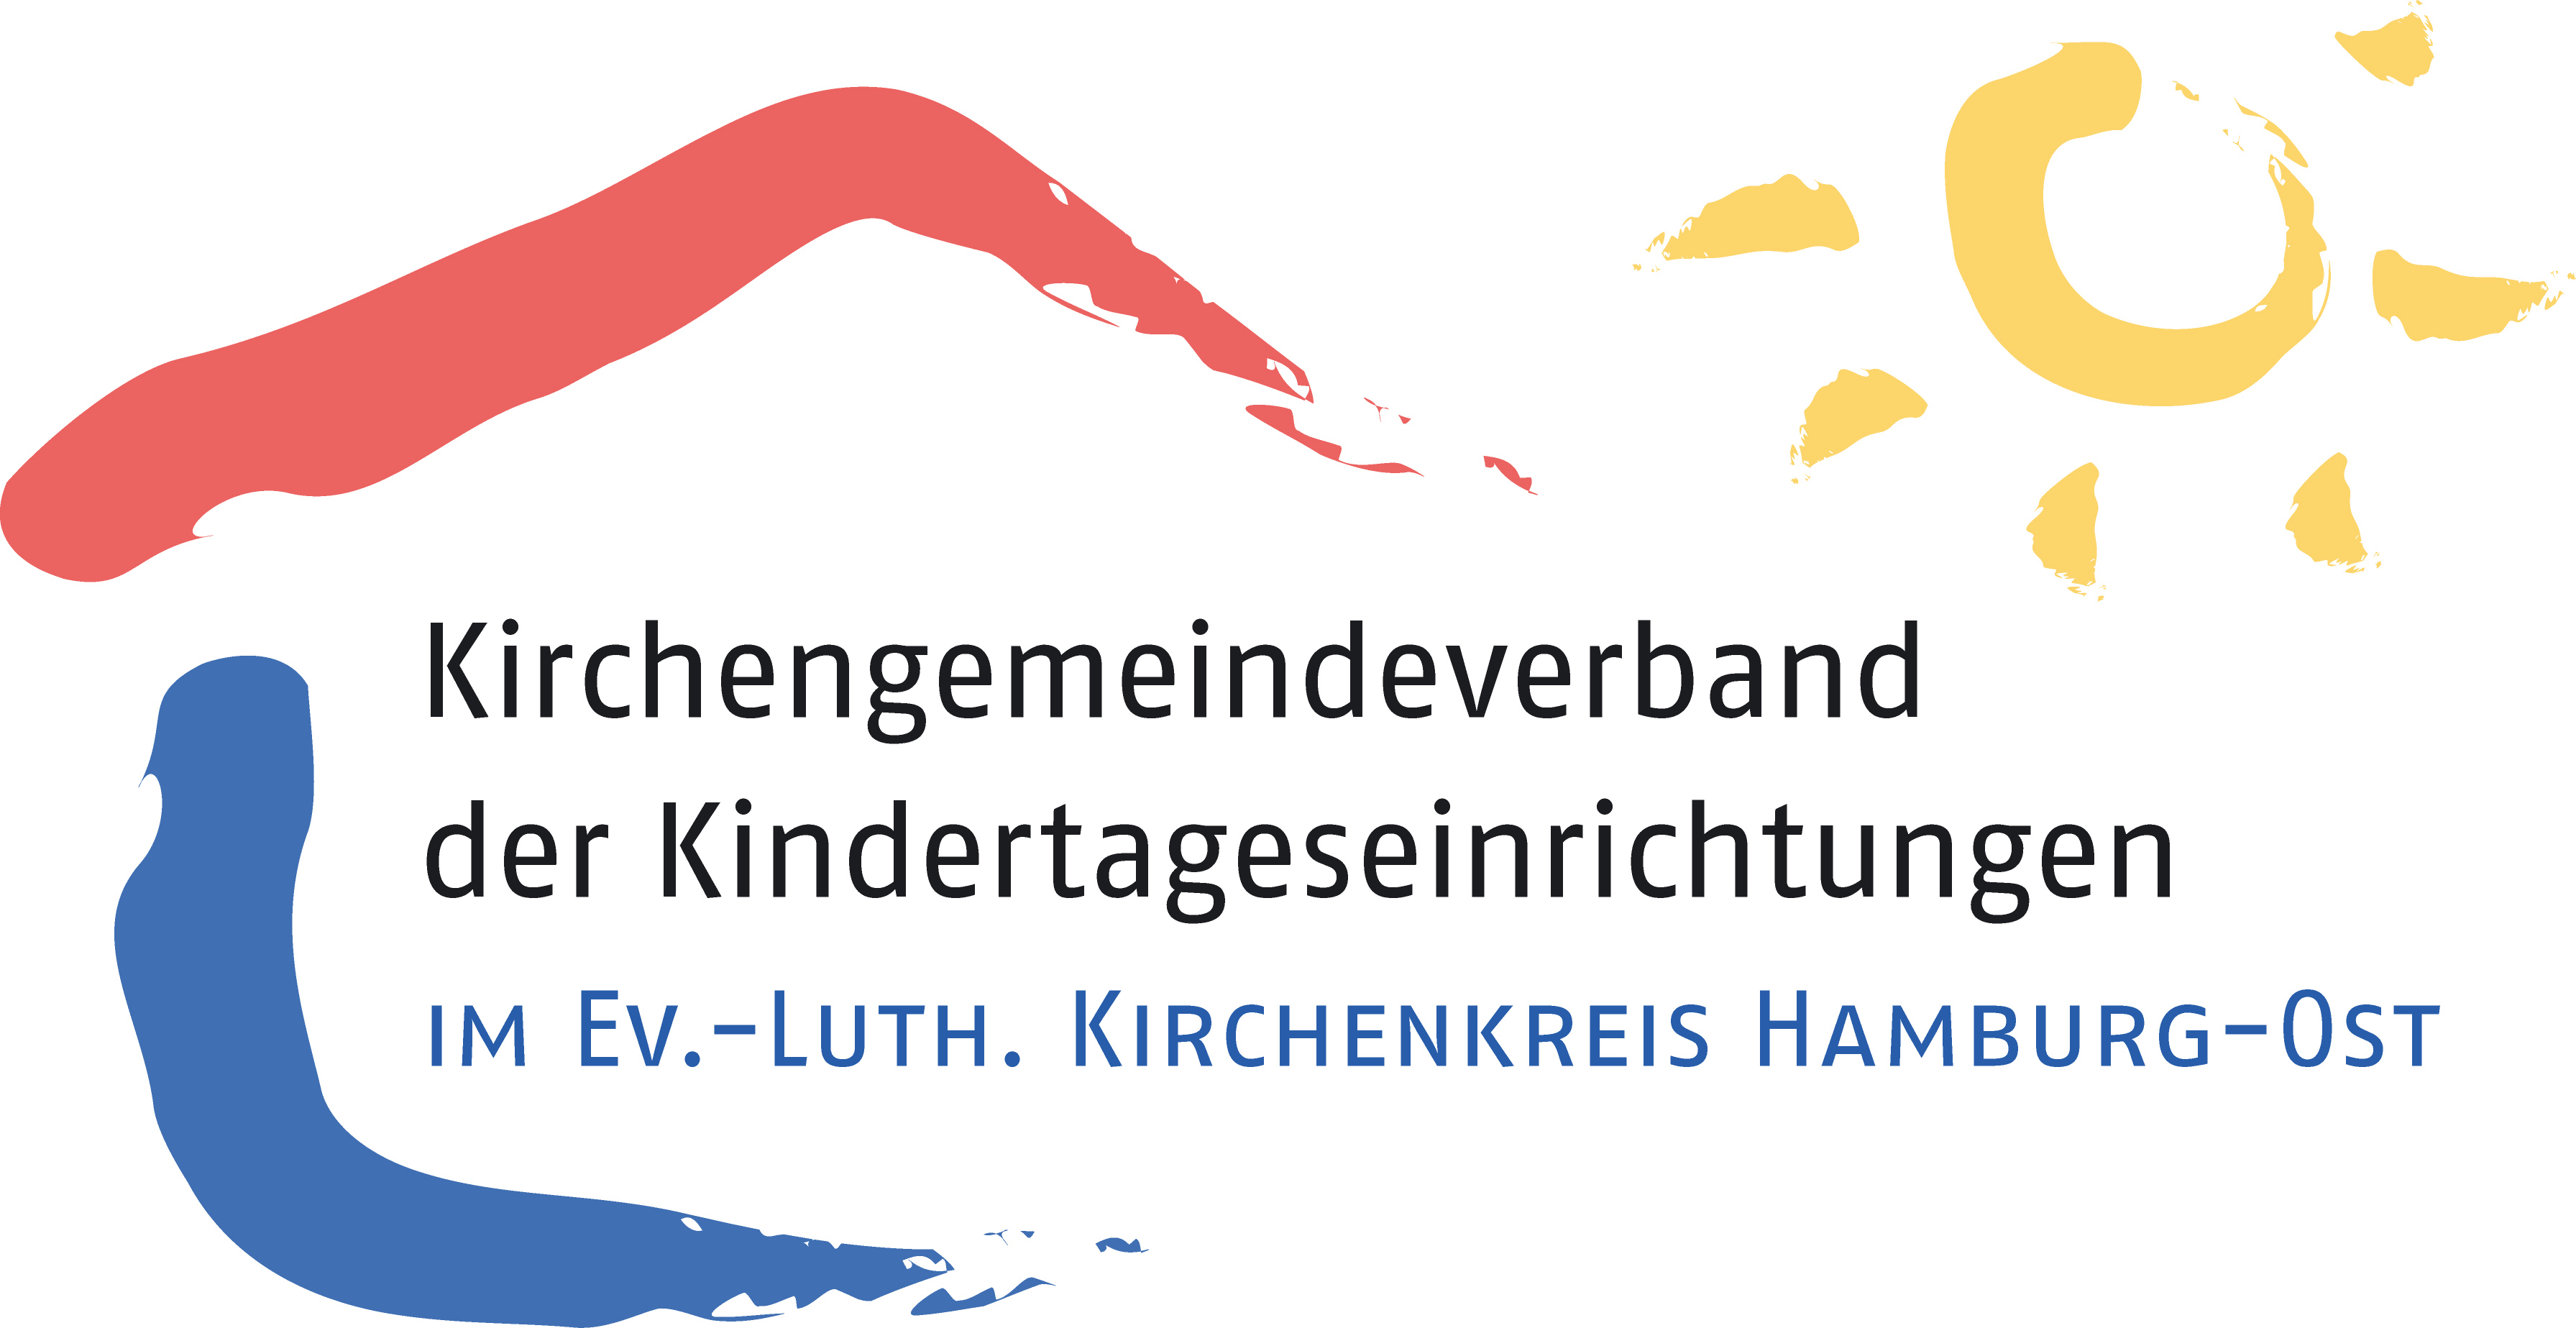 Kirchengemeindeverband
der Kindertageseinrichtungen
IM EV.-LUTH. KIRCHENKREIS HAMBURG-OST